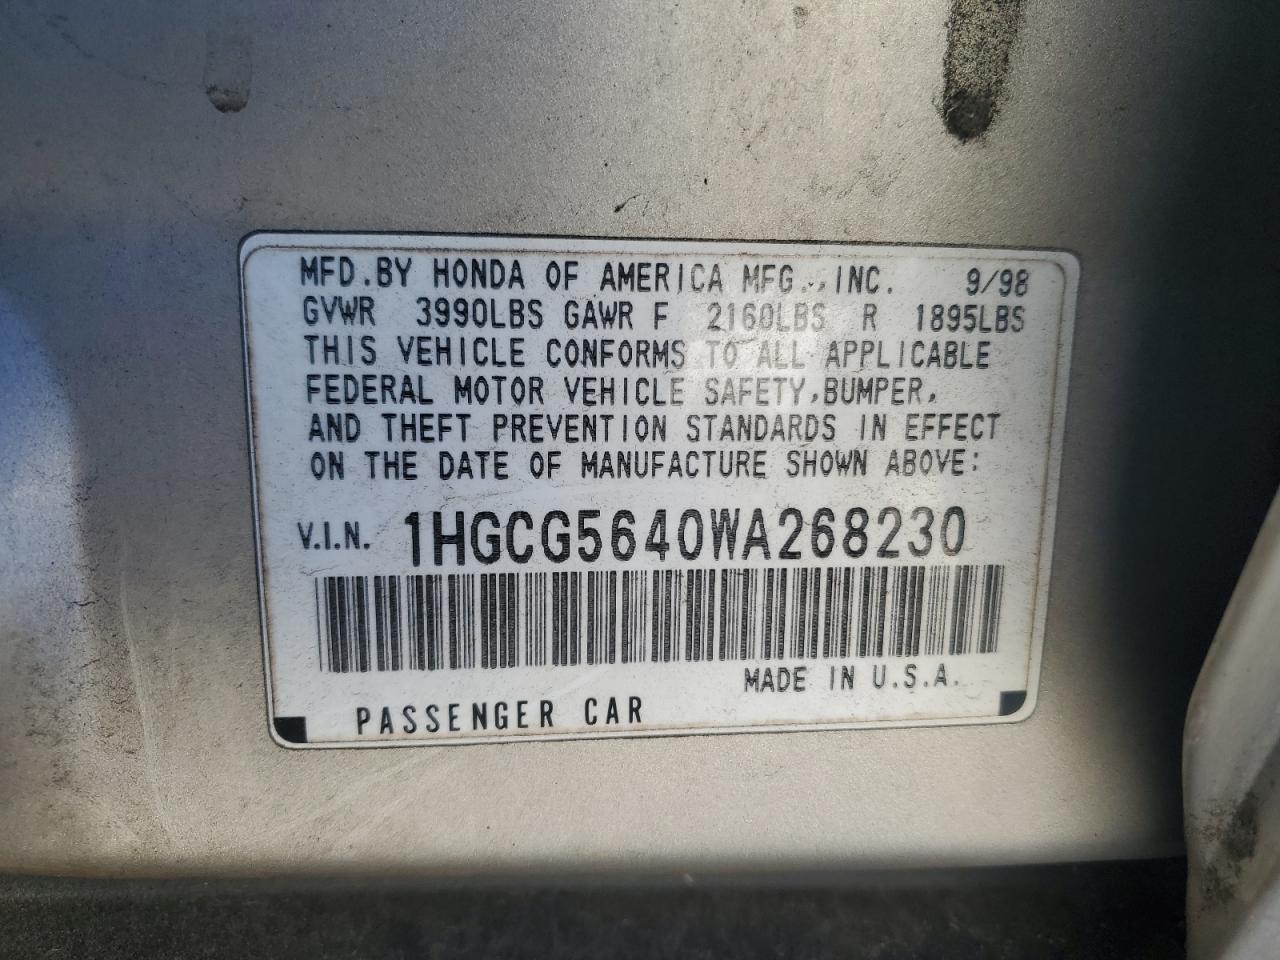 MFD.BY HONDA OF AMERICA MFG.,INC. 9/98
GVWR 3990LBS GAWR F 2160LBS R 1895LBS
THIS VEHICLE CONFORMS TO ALL APPLICABLE
FEDERAL MOTOR VEHICLE SAFETY,BUMPER,
AND THEFT PREVENTION STANDARDS IN EFFECT
ON THE DATE OF MANUFACTURE SHOWN ABOVE:
V.I.N. 1HGCG5640WA268230
MADE IN U.S.A.
PASSENGER CAR